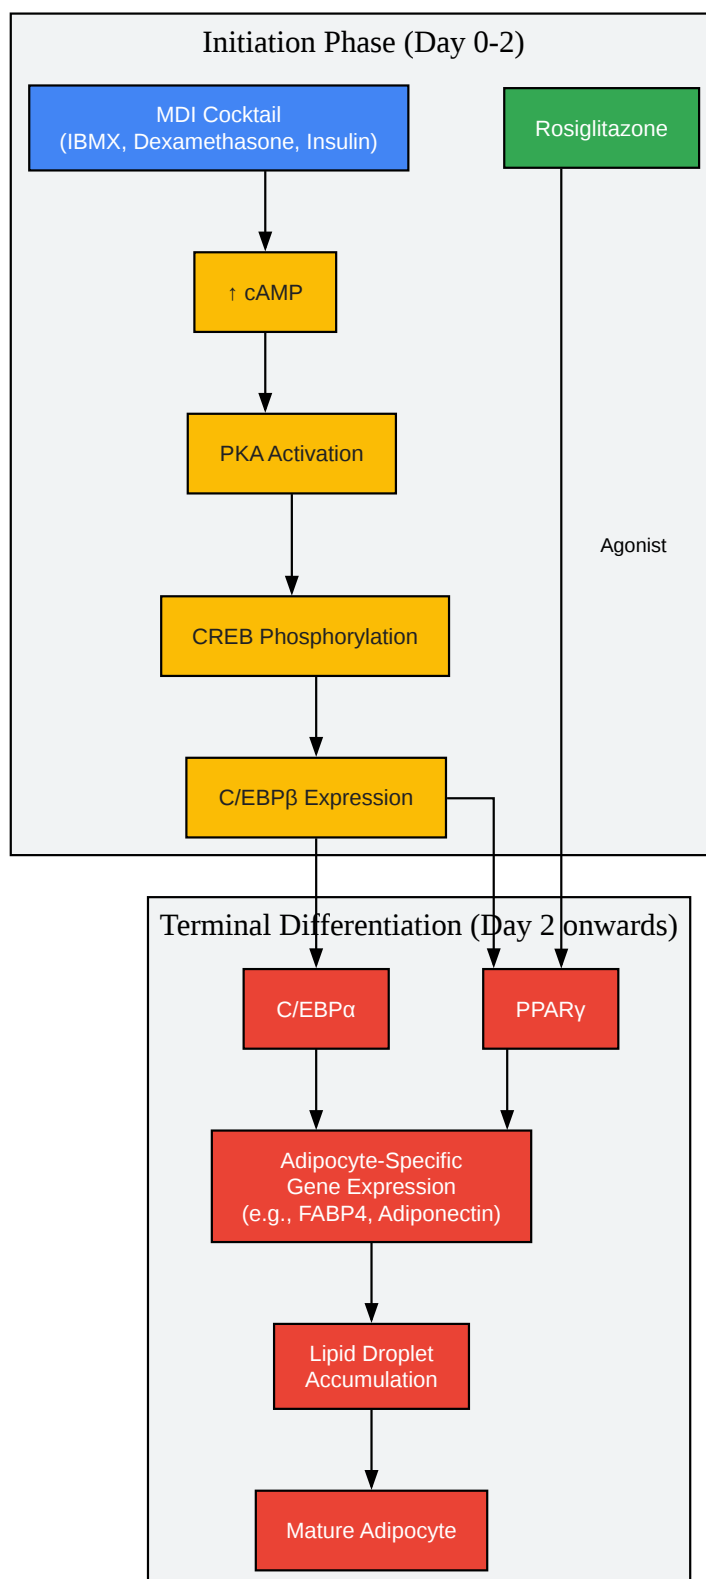 Initiation Phase (Day 0-2)
MDI Cocktail
(IBMX, Dexamethasone, Insulin)
Rosiglitazone
↑ cAMP
PKA Activation
Agonist
CREB Phosphorylation
C/EBPβ Expression
Terminal Differentiation (Day 2 onwards)
C/EBPα
PPARγ
Adipocyte-Specific
Gene Expression
(e.g., FABP4, Adiponectin)
Lipid Droplet
Accumulation
Mature Adipocyte